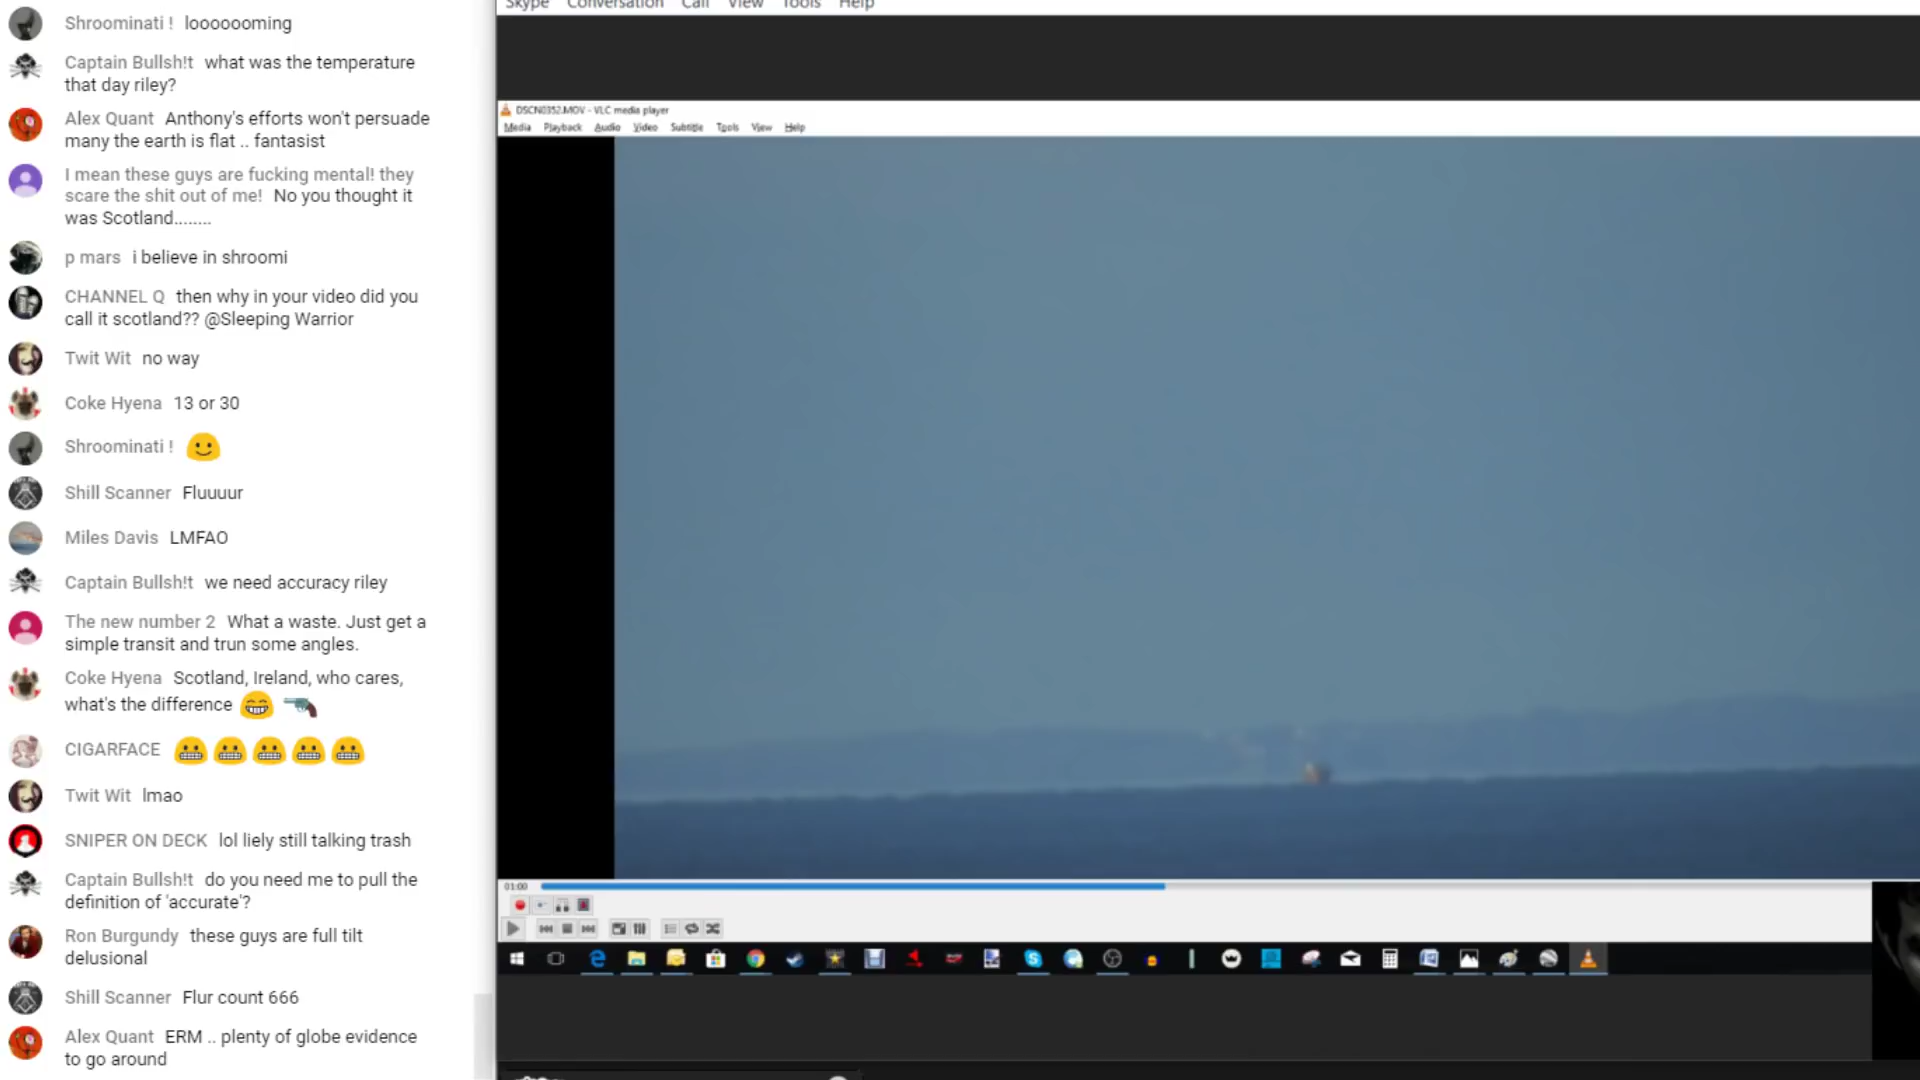 Shroominati ! looooooming
Captain Bullsh!t what was the temperature
that day riley?
Alex Quant Anthony's efforts won't persuade
many the earth is flat .. fantasist
I mean these guys are fucking mental! they
scare the shit out of me! No you thought it
was Scotland........
p mars i believe in shroomi
CHANNEL Q then why in your video did you
call it scotland?? @Sleeping Warrior
Twit Wit no way
Coke Hyena 13 or 30
Shroominati !
Shill Scanner Fluuuur
Miles Davis LMFAO
Captain Bullsh!t we need accuracy riley
The new number 2 What a waste. Just get a
simple transit and trun some angles.
Coke Hyena Scotland, Ireland, who cares,
what's the difference
CIGARFACE
Twit Wit lmao
SNIPER ON DECK lol liely still talking trash
Captain Bullsh!t do you need me to pull the
definition of 'accurate'?
Ron Burgundy these guys are full tilt
delusional
Shill Scanner Flur count 666
Alex Quant ERM .. plenty of globe evidence
to go around
Skype Conversation Call View Tools Help
DSCN0352.MOV - VLC media player
Media Playback Audio Video Subtitle Tools View Help
01:00